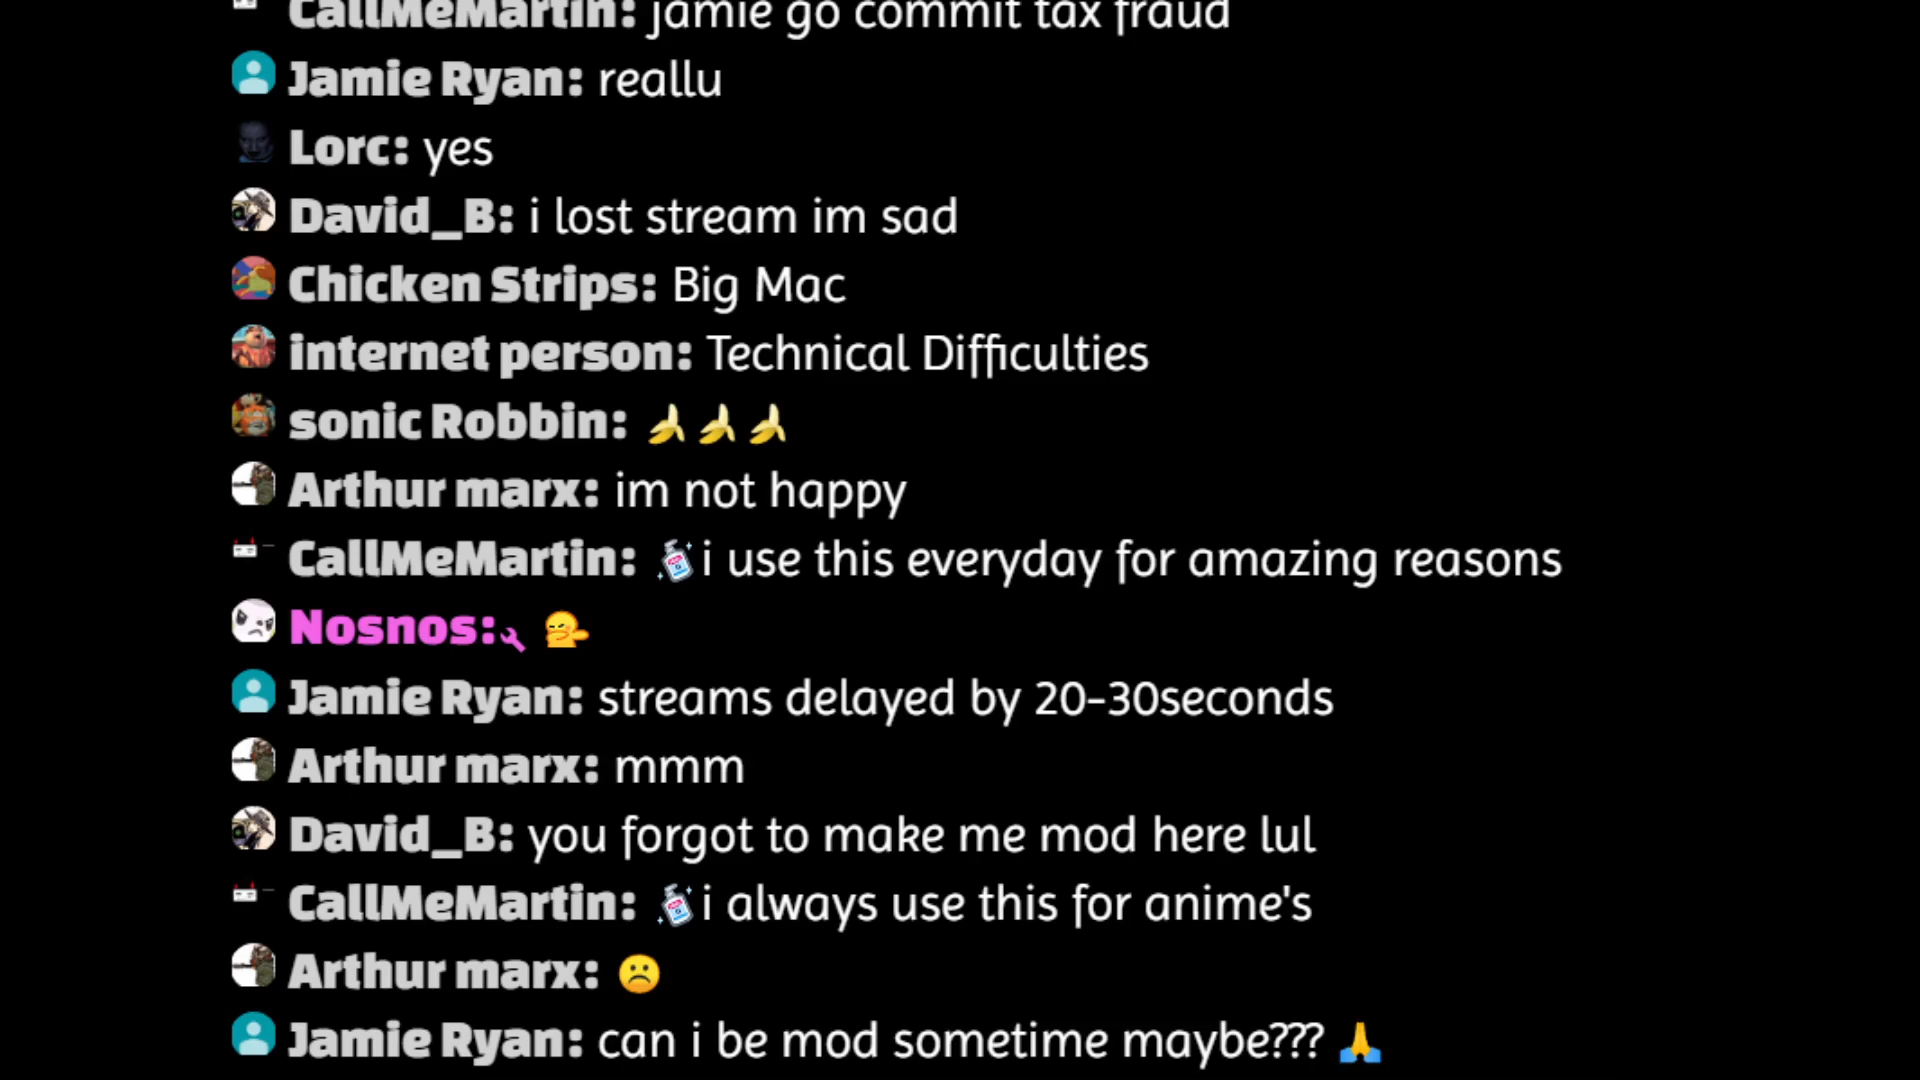 CallMeMartin: jamie go commit tax fraud
Jamie Ryan: reallu
Lorc: yes
David_B: i lost stream im sad
Chicken Strips: Big Mac
internet person: Technical Difficulties
sonic Robbin: 🍌🍌🍌
Arthur marx: im not happy
CallMeMartin: 🧴i use this everyday for amazing reasons
Nosnos:🔧
Jamie Ryan: streams delayed by 20-30seconds
Arthur marx: mmm
David_B: you forgot to make me mod here lul
CallMeMartin: 🧴i always use this for anime's
Arthur marx: ☹️
Jamie Ryan: can i be mod sometime maybe??? 🙏